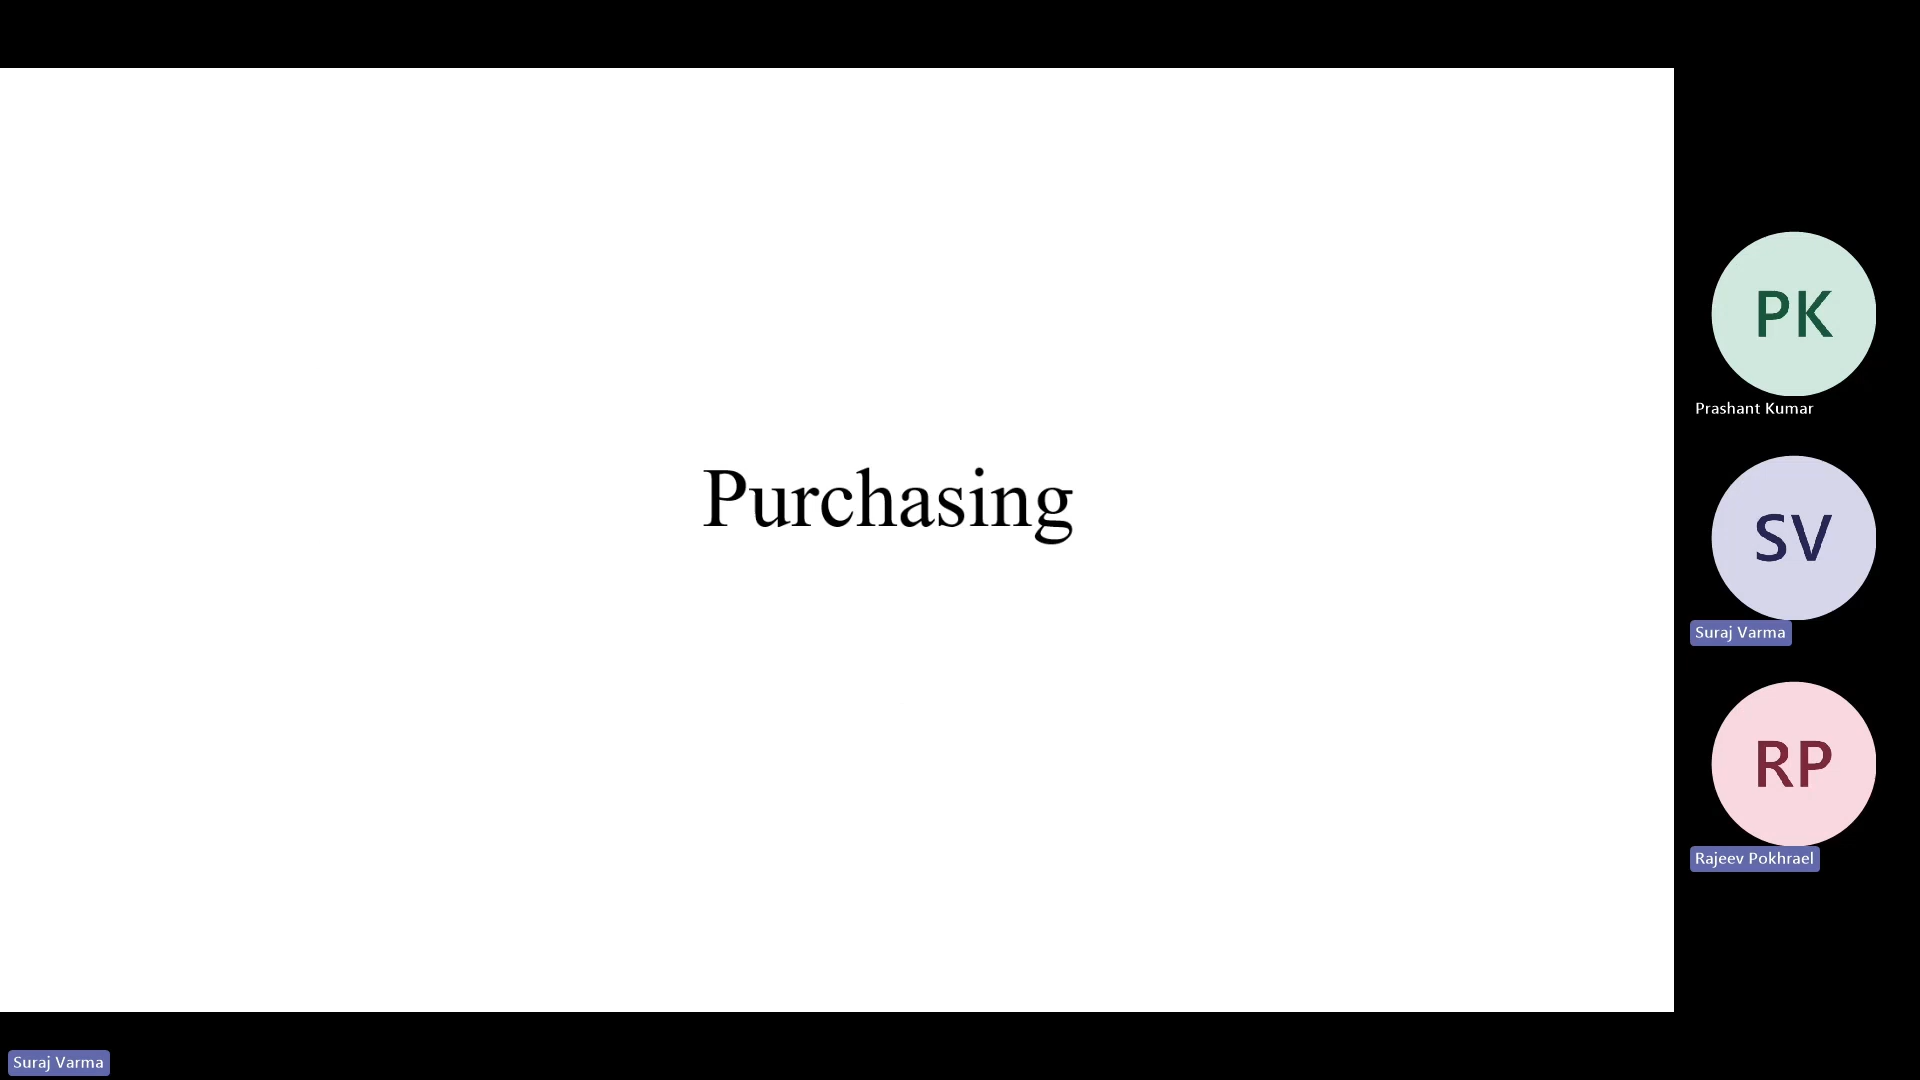 Purchasing
PK
Prashant Kumar
SV
Suraj Varma
RP
Rajeev Pokhrael
Suraj Varma